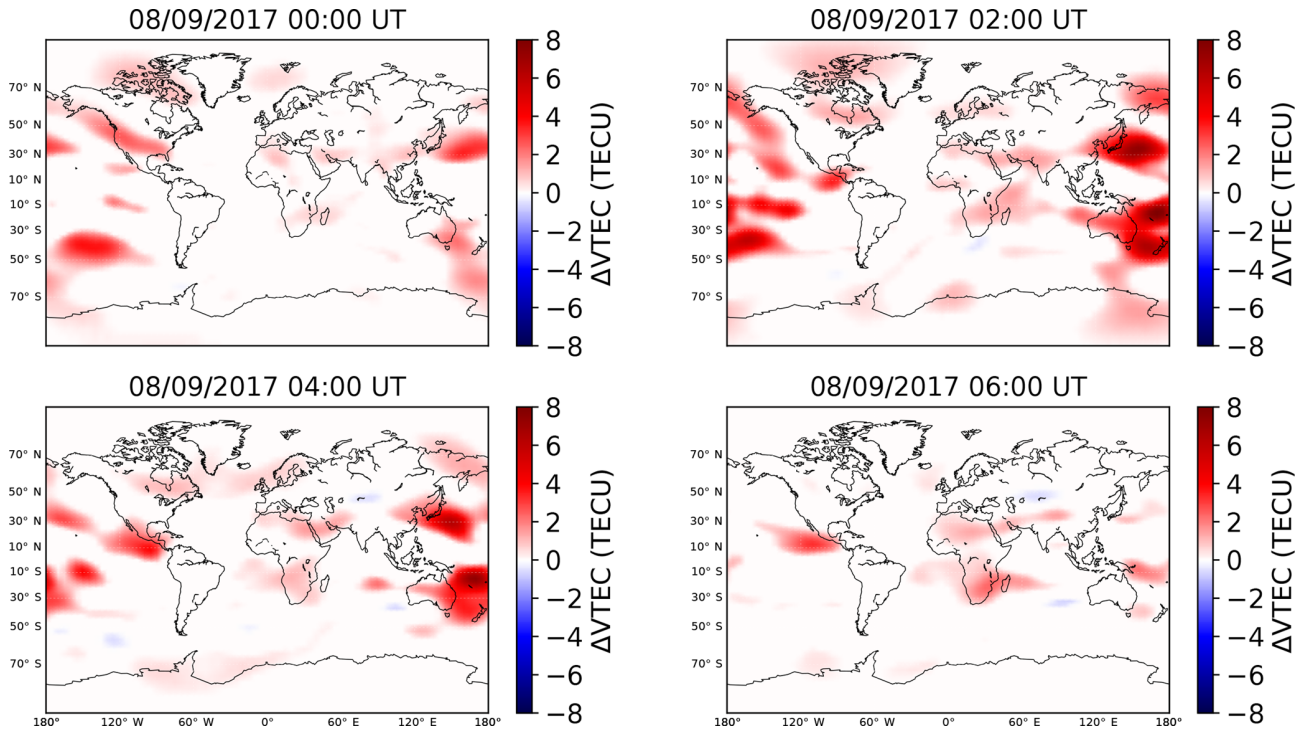 08/09/2017 00:00 UT
70° N
50° N
30° N
10° N
10° S
30° S
50° S
70° S
8
6
4
2
0
−2
−4
−6
−8
ΔVTEC (TECU)
08/09/2017 02:00 UT
70° N
50° N
30° N
10° N
10° S
30° S
50° S
70° S
8
6
4
2
0
−2
−4
−6
−8
ΔVTEC (TECU)
08/09/2017 04:00 UT
70° N
50° N
30° N
10° N
10° S
30° S
50° S
70° S
180° 120° W 60° W 0° 60° E 120° E 180°
8
6
4
2
0
−2
−4
−6
−8
ΔVTEC (TECU)
08/09/2017 06:00 UT
70° N
50° N
30° N
10° N
10° S
30° S
50° S
70° S
180° 120° W 60° W 0° 60° E 120° E 180°
8
6
4
2
0
−2
−4
−6
−8
ΔVTEC (TECU)